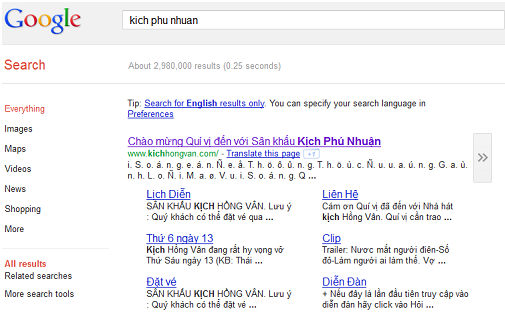 Google
kich phu nhuan
Search
About 2,980,000 results (0.25 seconds)
Everything
Images
Maps
Videos
News
Shopping
More
All results
Related searches
More search tools
Tip: Search for English results only. You can specify your search language in
Preferences
Chào mừng Quí vị đến với Sân khấu Kịch Phú Nhuận
www.kichhongvan.com/ - Translate this page +1
i. S. o. á. n. g. e. á. T. h. ö. ô. û. n. g. T. h. ö. ù. c. Ñ. u. u. a. ú. n. g. G. a. ù.
n. h. L. o. Ñ. i. M. a. ø. V. u. i. S. o. á. n. g. Q ...
Lịch Diễn
SÂN KHẤU KỊCH HỒNG VÂN. Lưu ý
: Quý khách có thể đặt vé qua ...
Liên Hệ
Cám ơn Quí vị đã đến với Nhà hát
kịch Hồng Vân. Quí vị cần trao ...
Thứ 6 ngày 13
Kịch Hồng Vân đang rất hy vọng vở
Thứ Sáu ngày 13 (KB: Thái ...
Clip
Trailer: Nước mắt người điên-Số
đỏ-Làm người ai làm thế. Vợ ...
Đặt vé
SÂN KHẤU KỊCH HỒNG VÂN. Lưu ý
: Quý khách có thể đặt vé qua ...
Diễn Đàn
+ Nếu đây là lần đầu tiên truy cập vào
diễn đàn hãy click vào Hỏi ...